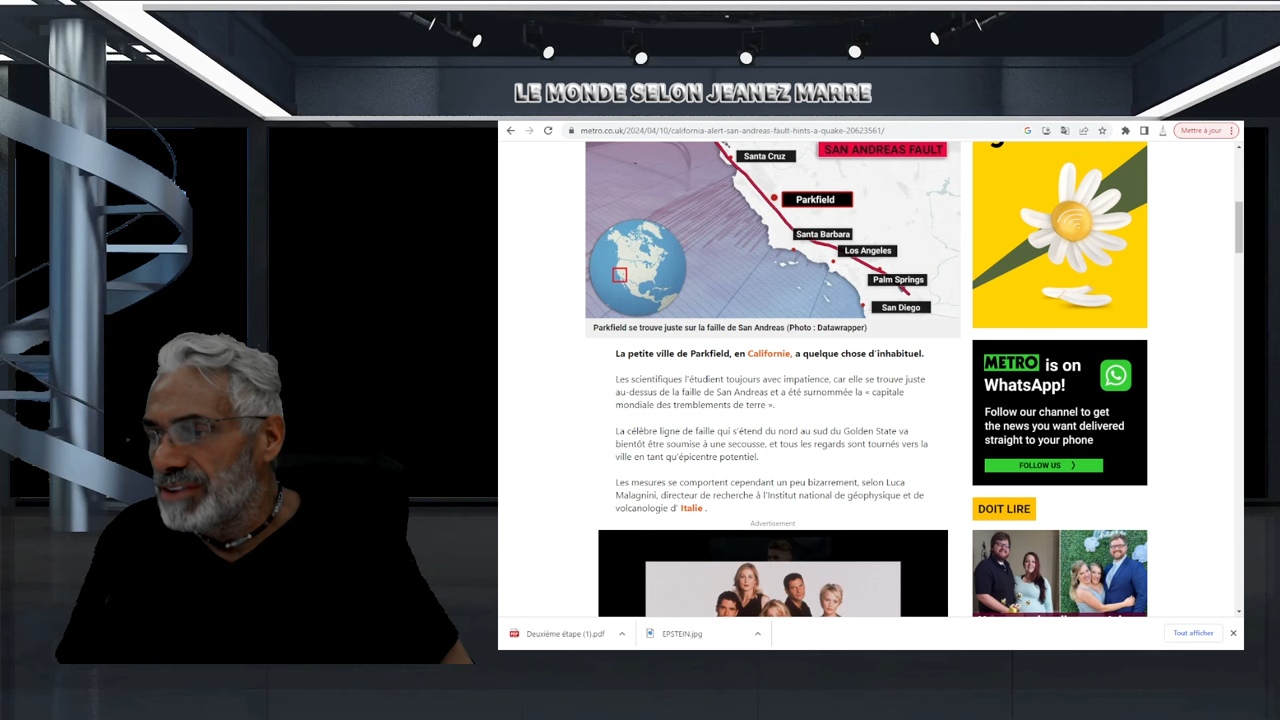 LE MONDE SELON JEANEZ MARRE
metro.co.uk/2024/04/10/california-alert-san-andreas-fault-hints-a-quake-20623561/
Mettre à jour
SAN ANDREAS FAULT
Santa Cruz
Parkfield
Santa Barbara
Los Angeles
Palm Springs
San Diego
Parkfield se trouve juste sur la faille de San Andreas (Photo : Datawrapper)
La petite ville de Parkfield, en Californie, a quelque chose d'inhabituel.
Les scientifiques l'étudient toujours avec impatience, car elle se trouve juste
au-dessus de la faille de San Andreas et a été surnommée la « capitale
mondiale des tremblements de terre ».
La célèbre ligne de faille qui s'étend du nord au sud du Golden State va
bientôt être soumise à une secousse, et tous les regards sont tournés vers la
ville en tant qu'épicentre potentiel.
Les mesures se comportent cependant un peu bizarrement, selon Luca
Malagnini, directeur de recherche à l'Institut national de géophysique et de
volcanologie d' Italie .
Advertisement
METRO is on
WhatsApp!
Follow our channel to get
the news you want delivered
straight to your phone
FOLLOW US
DOIT LIRE
Deuxième étape (1).pdf
EPSTEIN.jpg
Tout afficher